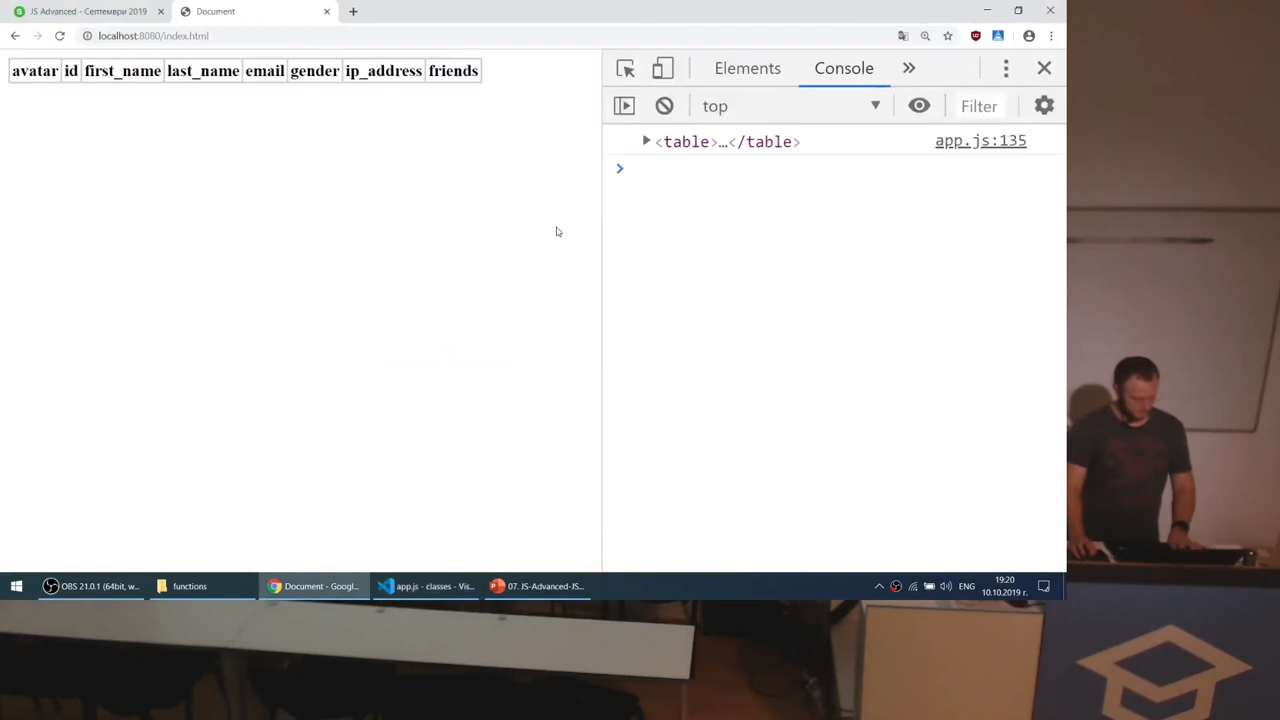 JS Advanced - Септември 2019
Document
localhost:8080/index.html
avatar id first_name last_name email gender ip_address friends
Elements Console
top Filter
<table>…</table> app.js:135
OBS 21.0.1 (64bit, w...
functions
Document - Googl...
app.js - classes - Vis...
07. JS-Advanced-JS...
ENG
19:20
10.10.2019 г.